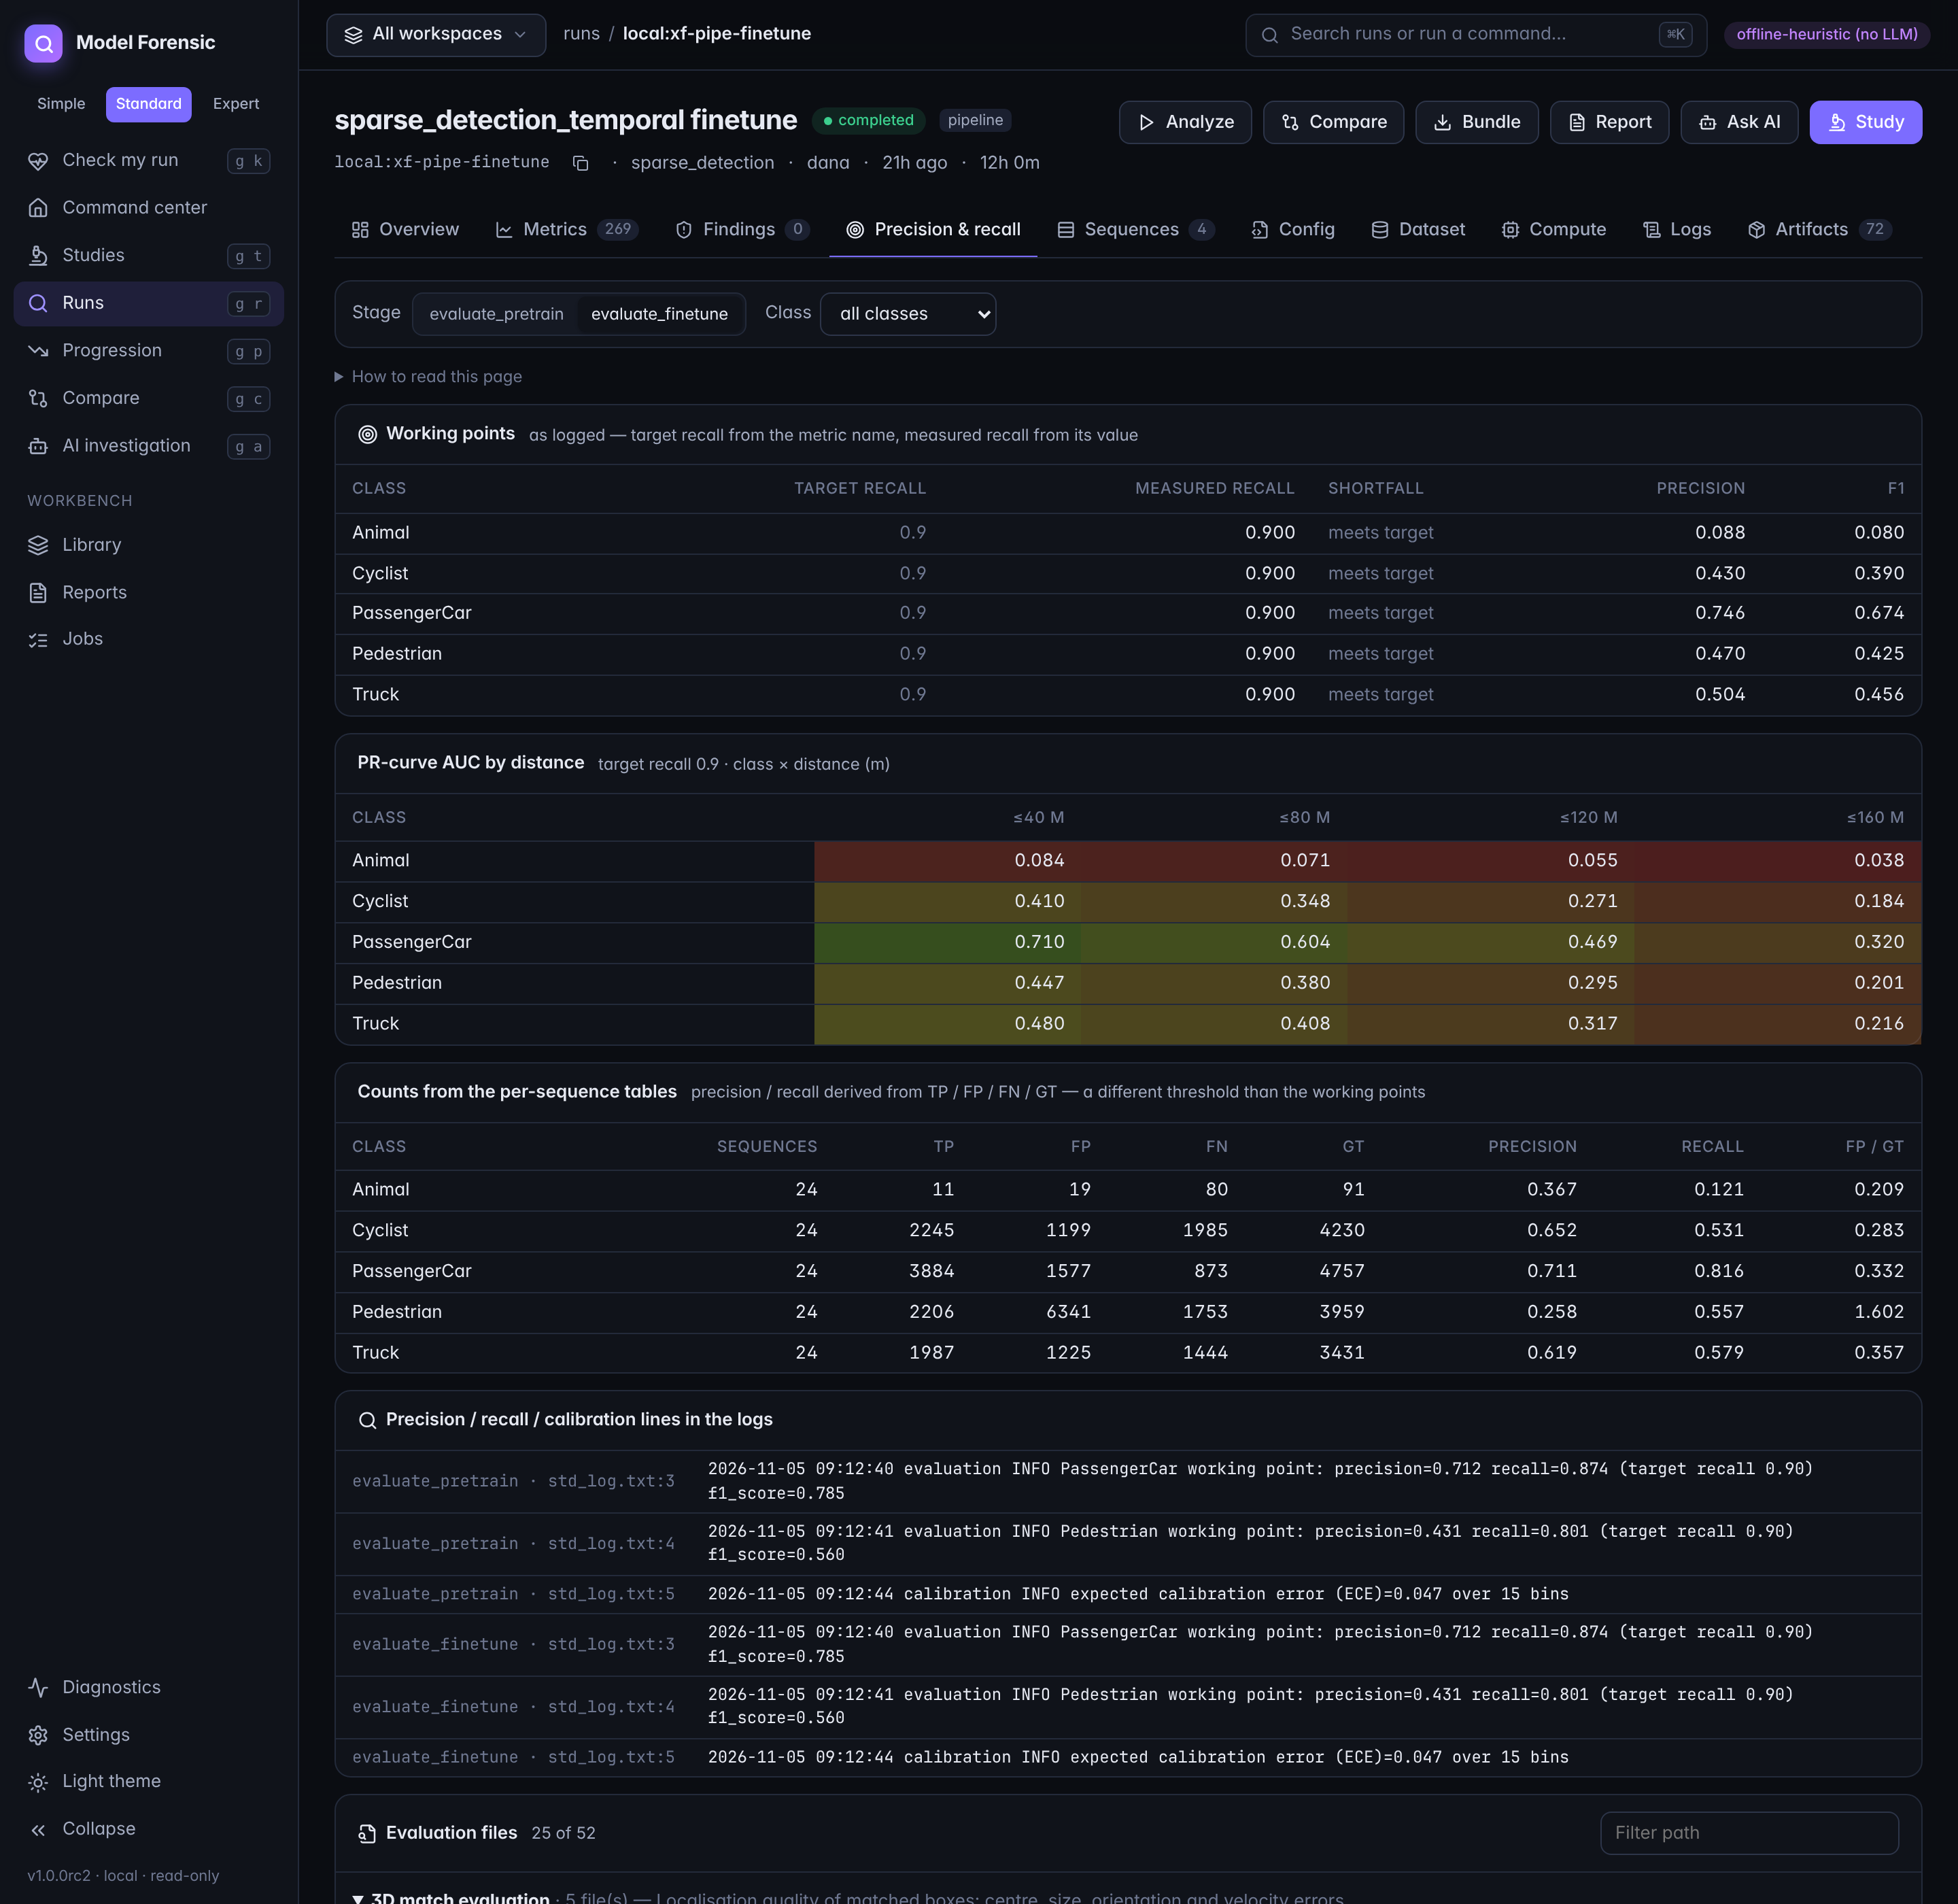 Model Forensic
Simple Standard Expert
Check my run g k
Command center
Studies g t
Runs g r
Progression g p
Compare g c
AI investigation g a
WORKBENCH
Library
Reports
Jobs
Diagnostics
Settings
Light theme
Collapse
v1.0.0rc2 · local · read-only
All workspaces runs / local:xf-pipe-finetune Search runs or run a command... ⌘K offline-heuristic (no LLM)
sparse_detection_temporal finetune completed pipeline Analyze Compare Bundle Report Ask AI Study
local:xf-pipe-finetune · sparse_detection · dana · 21h ago · 12h 0m
Overview Metrics 269 Findings 0 Precision & recall Sequences 4 Config Dataset Compute Logs Artifacts 72
Stage evaluate_pretrain evaluate_finetune Class all classes
How to read this page
Working points as logged — target recall from the metric name, measured recall from its value
CLASS TARGET RECALL MEASURED RECALL SHORTFALL PRECISION F1
Animal 0.9 0.900 meets target 0.088 0.080
Cyclist 0.9 0.900 meets target 0.430 0.390
PassengerCar 0.9 0.900 meets target 0.746 0.674
Pedestrian 0.9 0.900 meets target 0.470 0.425
Truck 0.9 0.900 meets target 0.504 0.456
PR-curve AUC by distance target recall 0.9 · class × distance (m)
CLASS ≤40 M ≤80 M ≤120 M ≤160 M
Animal 0.084 0.071 0.055 0.038
Cyclist 0.410 0.348 0.271 0.184
PassengerCar 0.710 0.604 0.469 0.320
Pedestrian 0.447 0.380 0.295 0.201
Truck 0.480 0.408 0.317 0.216
Counts from the per-sequence tables precision / recall derived from TP / FP / FN / GT — a different threshold than the working points
CLASS SEQUENCES TP FP FN GT PRECISION RECALL FP / GT
Animal 24 11 19 80 91 0.367 0.121 0.209
Cyclist 24 2245 1199 1985 4230 0.652 0.531 0.283
PassengerCar 24 3884 1577 873 4757 0.711 0.816 0.332
Pedestrian 24 2206 6341 1753 3959 0.258 0.557 1.602
Truck 24 1987 1225 1444 3431 0.619 0.579 0.357
Precision / recall / calibration lines in the logs
evaluate_pretrain · std_log.txt:3 2026-11-05 09:12:40 evaluation INFO PassengerCar working point: precision=0.712 recall=0.874 (target recall 0.90)
f1_score=0.785
evaluate_pretrain · std_log.txt:4 2026-11-05 09:12:41 evaluation INFO Pedestrian working point: precision=0.431 recall=0.801 (target recall 0.90)
f1_score=0.560
evaluate_pretrain · std_log.txt:5 2026-11-05 09:12:44 calibration INFO expected calibration error (ECE)=0.047 over 15 bins
evaluate_finetune · std_log.txt:3 2026-11-05 09:12:40 evaluation INFO PassengerCar working point: precision=0.712 recall=0.874 (target recall 0.90)
f1_score=0.785
evaluate_finetune · std_log.txt:4 2026-11-05 09:12:41 evaluation INFO Pedestrian working point: precision=0.431 recall=0.801 (target recall 0.90)
f1_score=0.560
evaluate_finetune · std_log.txt:5 2026-11-05 09:12:44 calibration INFO expected calibration error (ECE)=0.047 over 15 bins
Evaluation files 25 of 52 Filter path
3D match evaluation · 5 file(s) — Localisation quality of matched boxes: centre, size, orientation and velocity errors